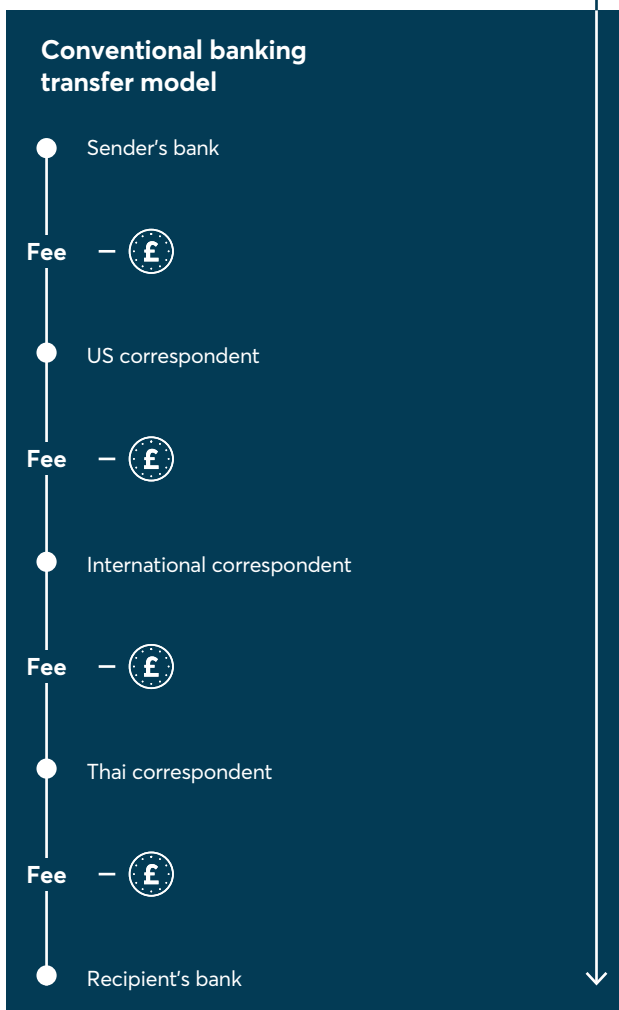 Conventional banking
transfer model
Sender's bank
Fee – £
US correspondent
Fee – £
International correspondent
Fee – £
Thai correspondent
Fee – £
Recipient's bank